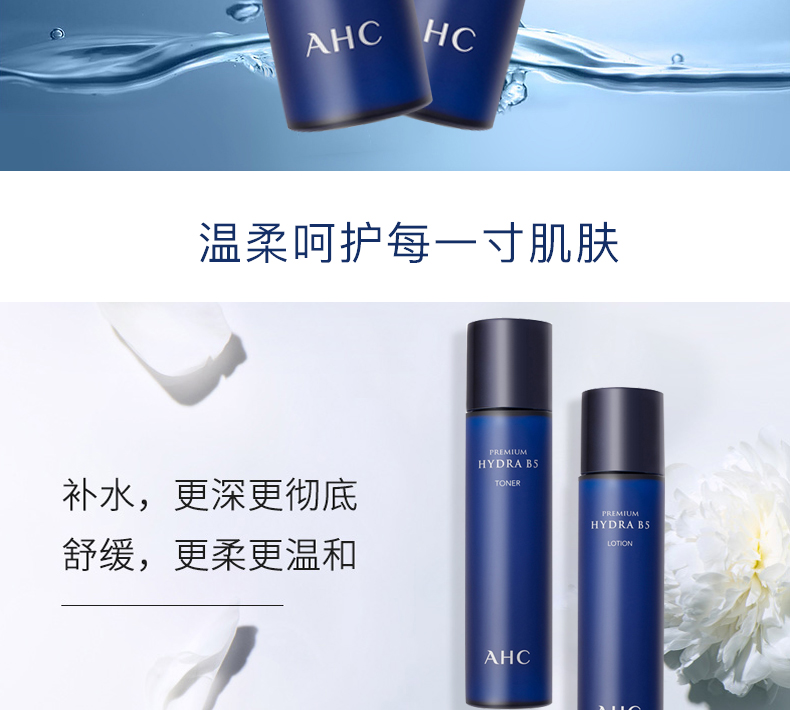 AHC
HC
温柔呵护每一寸肌肤
补水，更深更彻底
舒缓，更柔更温和
PREMIUM
HYDRA B5
TONER
AHC
PREMIUM
HYDRA B5
LOTION
AHC